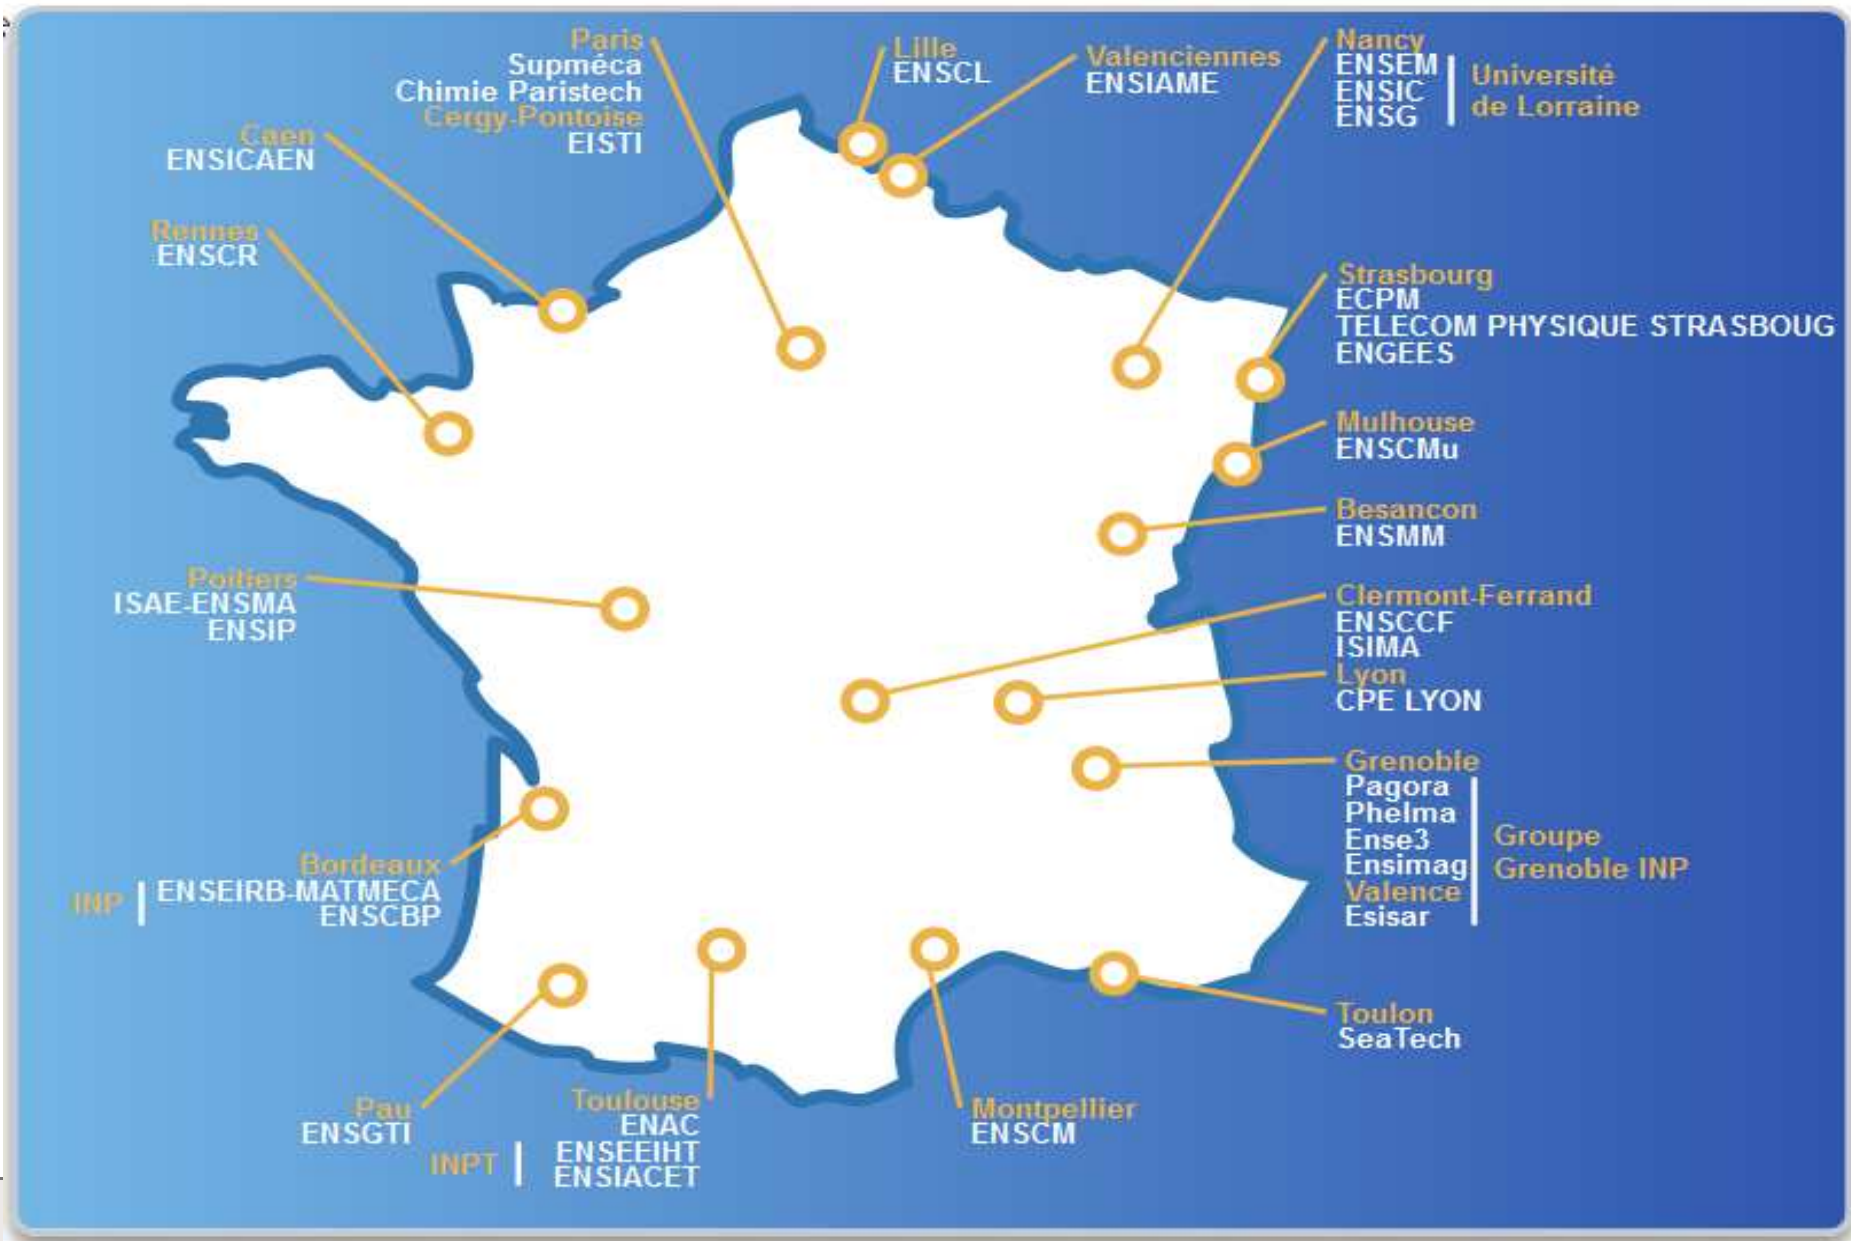 Paris
Supméca
Chimie Paristech
Cergy-Pontoise
EISTI
Lille
ENSCL
Valenciennes
ENSIAME
Nancy
ENSEM
ENSIC
ENSG
Université
de Lorraine
Caen
ENSICAEN
Rennes
ENSCR
Strasbourg
ECPM
TELECOM PHYSIQUE STRASBOUG
ENGEES
Mulhouse
ENSCMu
Besancon
ENSMM
Poitiers
ISAE-ENSMA
ENSIP
Clermont-Ferrand
ENSCCF
ISIMA
Lyon
CPE LYON
Grenoble
Pagora
Phelma
Ense3
Ensimag
Valence
Esisar
Groupe
Grenoble INP
Bordeaux
INP
ENSEIRB-MATMECA
ENSCBP
Toulon
SeaTech
Pau
ENSGTI
Toulouse
ENAC
INPT
ENSEEIHT
ENSIACET
Montpellier
ENSCM